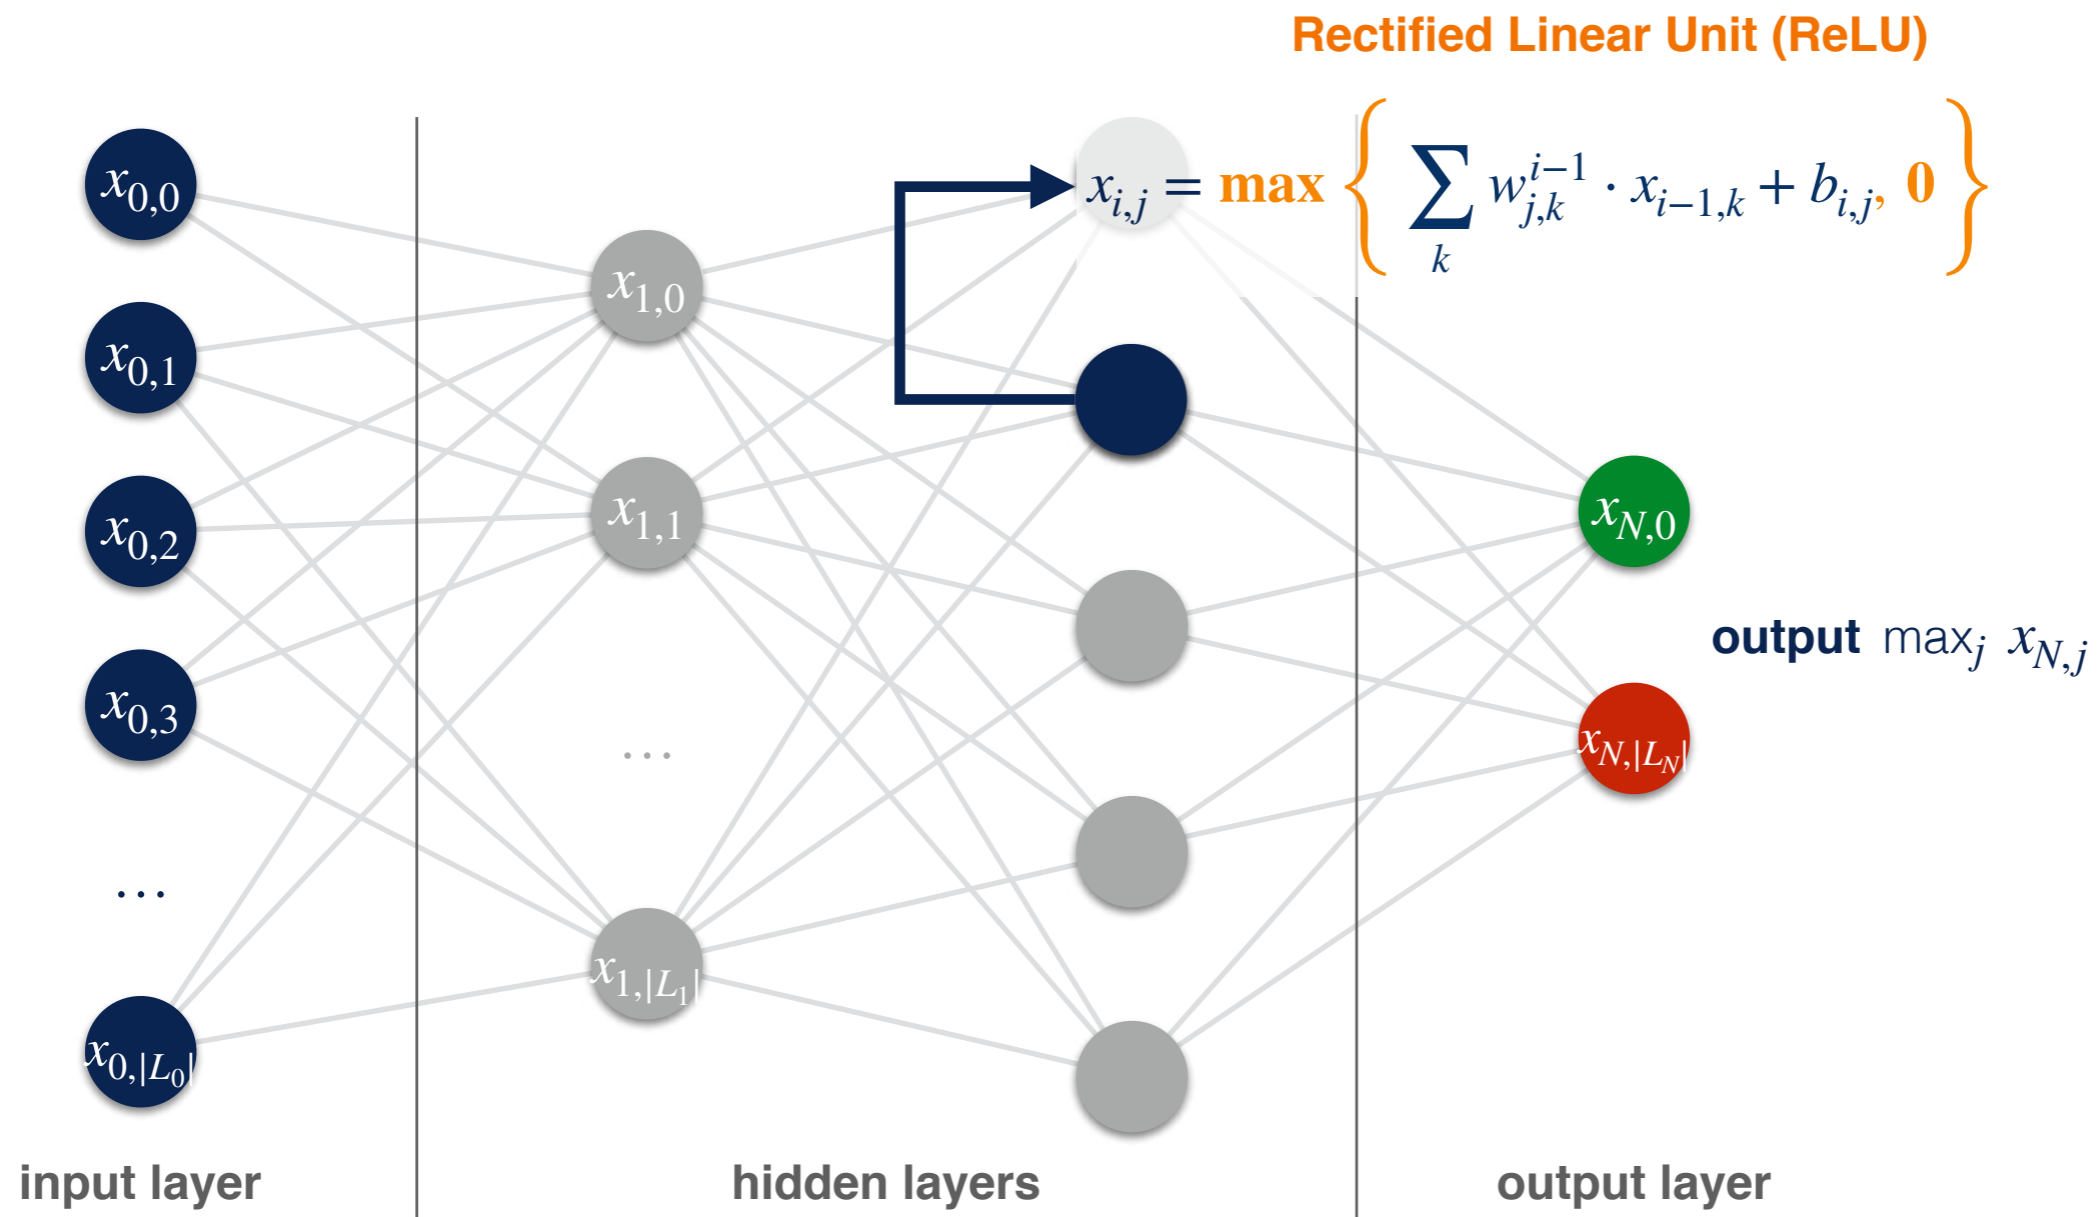 Rectified Linear Unit (ReLU)
x_{i,j} = max { ∑_k w_{j,k}^{i−1} · x_{i−1,k} + b_{i,j}, 0 }
x_{0,0}
x_{0,1}
x_{0,2}
x_{0,3}
…
x_{0,|L_0|}
x_{1,0}
x_{1,1}
…
x_{1,|L_1|}
x_{N,0}
x_{N,|L_N|}
output max_j x_{N,j}
input layer
hidden layers
output layer